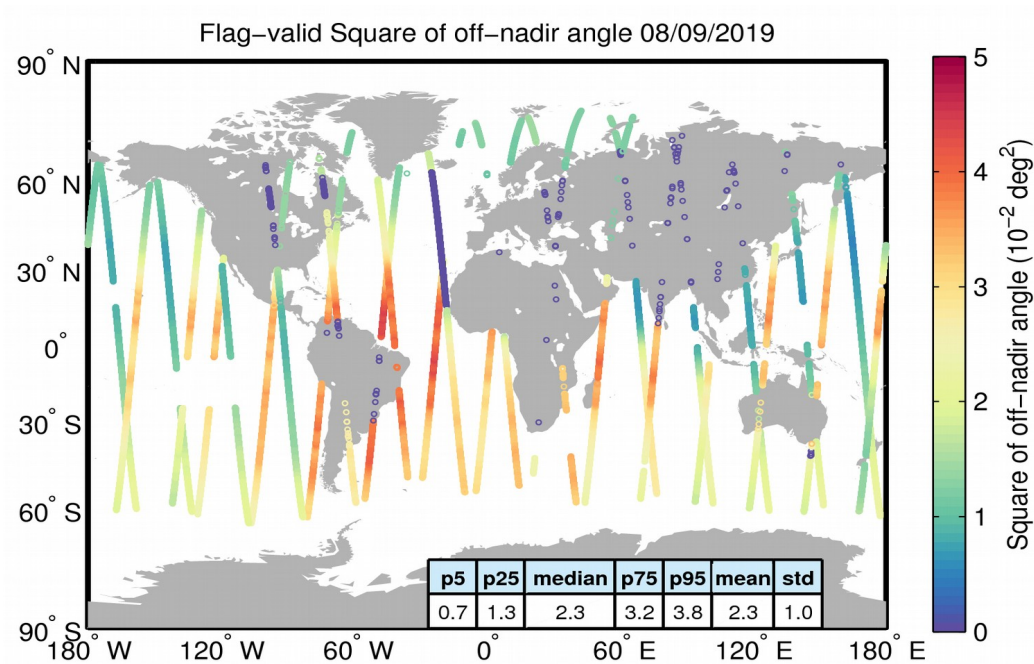 Flag−valid Square of off−nadir angle 08/09/2019
90° N
60° N
30° N
0°
30° S
60° S
90° S
180° W
120° W
60° W
0°
60° E
120° E
180° E
5
4
3
2
1
0
Square of off−nadir angle (10⁻² deg²)
p5 p25 median p75 p95 mean std
0.7 1.3 2.3 3.2 3.8 2.3 1.0